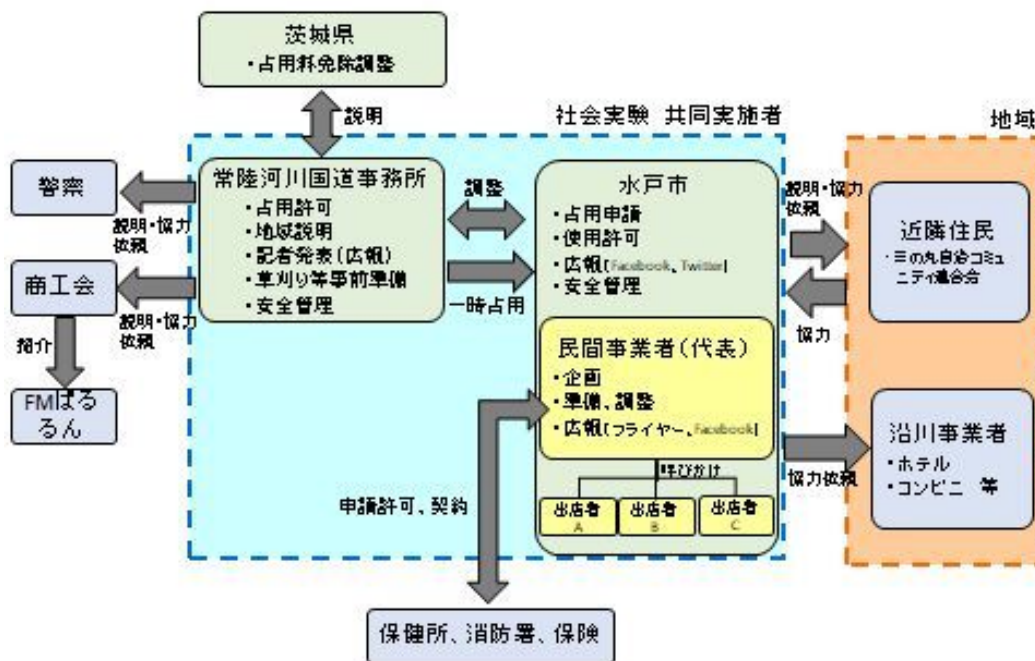 茨城県
・占用料免除調整
説明
社会実験 共同実施者
地域
警察
説明・協力
依頼
商工会
説明・協力
依頼
紹介
FMぱる
るん
常陸河川国道事務所
・占用許可
・地域説明
・記者発表(広報)
・草刈り等事前準備
・安全管理
調整
一時占用
水戸市
・占用申請
・使用許可
・広報(Facebook、Twitter)
・安全管理
民間事業者(代表)
・企画
・準備、調整
・広報(フライヤー、Facebook)
呼びかけ
出店者
A
出店者
B
出店者
C
説明・協力
依頼
協力
近隣住民
・三の丸自治コミュ
ニティ連合会
協力依頼
沿川事業者
・ホテル
・コンビニ 等
申請許可、契約
保健所、消防署、保険